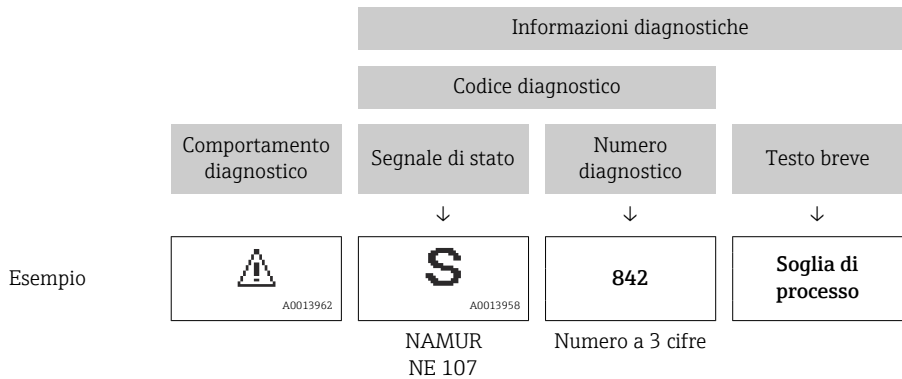 Informazioni diagnostiche
Codice diagnostico
Comportamento
diagnostico
Segnale di stato
Numero
diagnostico
Testo breve
↓ ↓ ↓
Esempio
A0013962
S
A0013958
842
Soglia di
processo
NAMUR
NE 107
Numero a 3 cifre